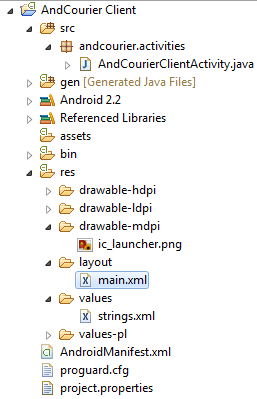 AndCourier Client
src
andcourier.activities
AndCourierClientActivity.java
gen [Generated Java Files]
Android 2.2
Referenced Libraries
assets
bin
res
drawable-hdpi
drawable-ldpi
drawable-mdpi
ic_launcher.png
layout
main.xml
values
strings.xml
values-pl
AndroidManifest.xml
proguard.cfg
project.properties